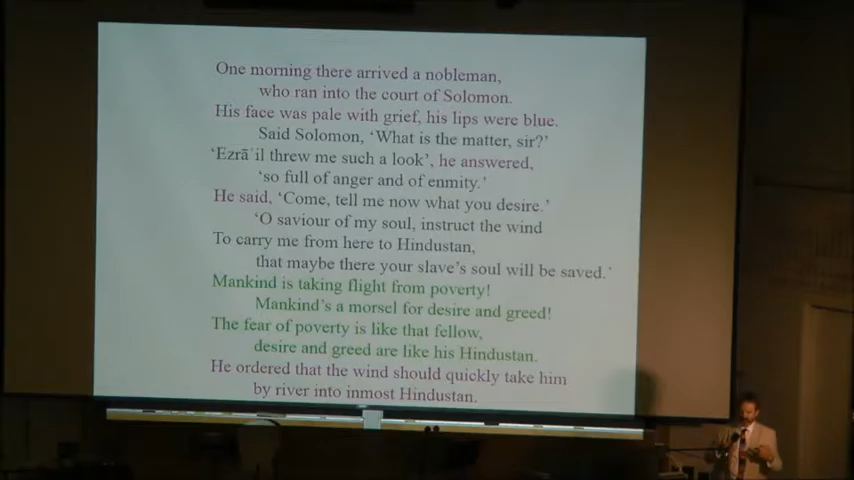 One morning there arrived a nobleman,
who ran into the court of Solomon.
His face was pale with grief, his lips were blue.
Said Solomon, ‘What is the matter, sir?’
‘Ezrāʾil threw me such a look’, he answered,
‘so full of anger and of enmity.’
He said, ‘Come, tell me now what you desire.’
‘O saviour of my soul, instruct the wind
To carry me from here to Hindustan,
that maybe there your slave’s soul will be saved.’
Mankind is taking flight from poverty!
Mankind’s a morsel for desire and greed!
The fear of poverty is like that fellow,
desire and greed are like his Hindustan.
He ordered that the wind should quickly take him
by river into inmost Hindustan.